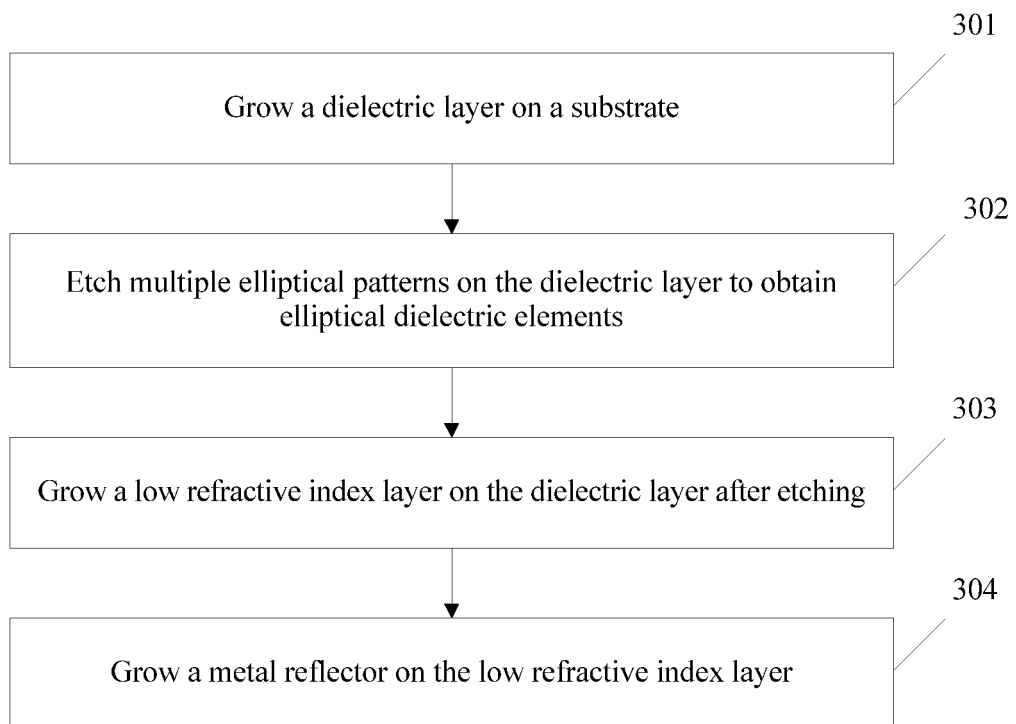 301
Grow a dielectric layer on a substrate
302
Etch multiple elliptical patterns on the dielectric layer to obtain
elliptical dielectric elements
303
Grow a low refractive index layer on the dielectric layer after etching
304
Grow a metal reflector on the low refractive index layer